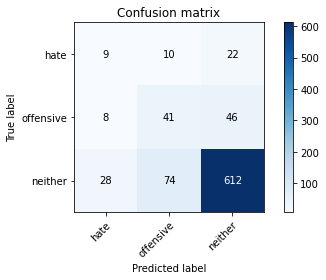 Confusion matrix
hate 9 10 22
offensive 8 41 46
neither 28 74 612
hate offensive neither
True label
Predicted label
600
500
400
300
200
100